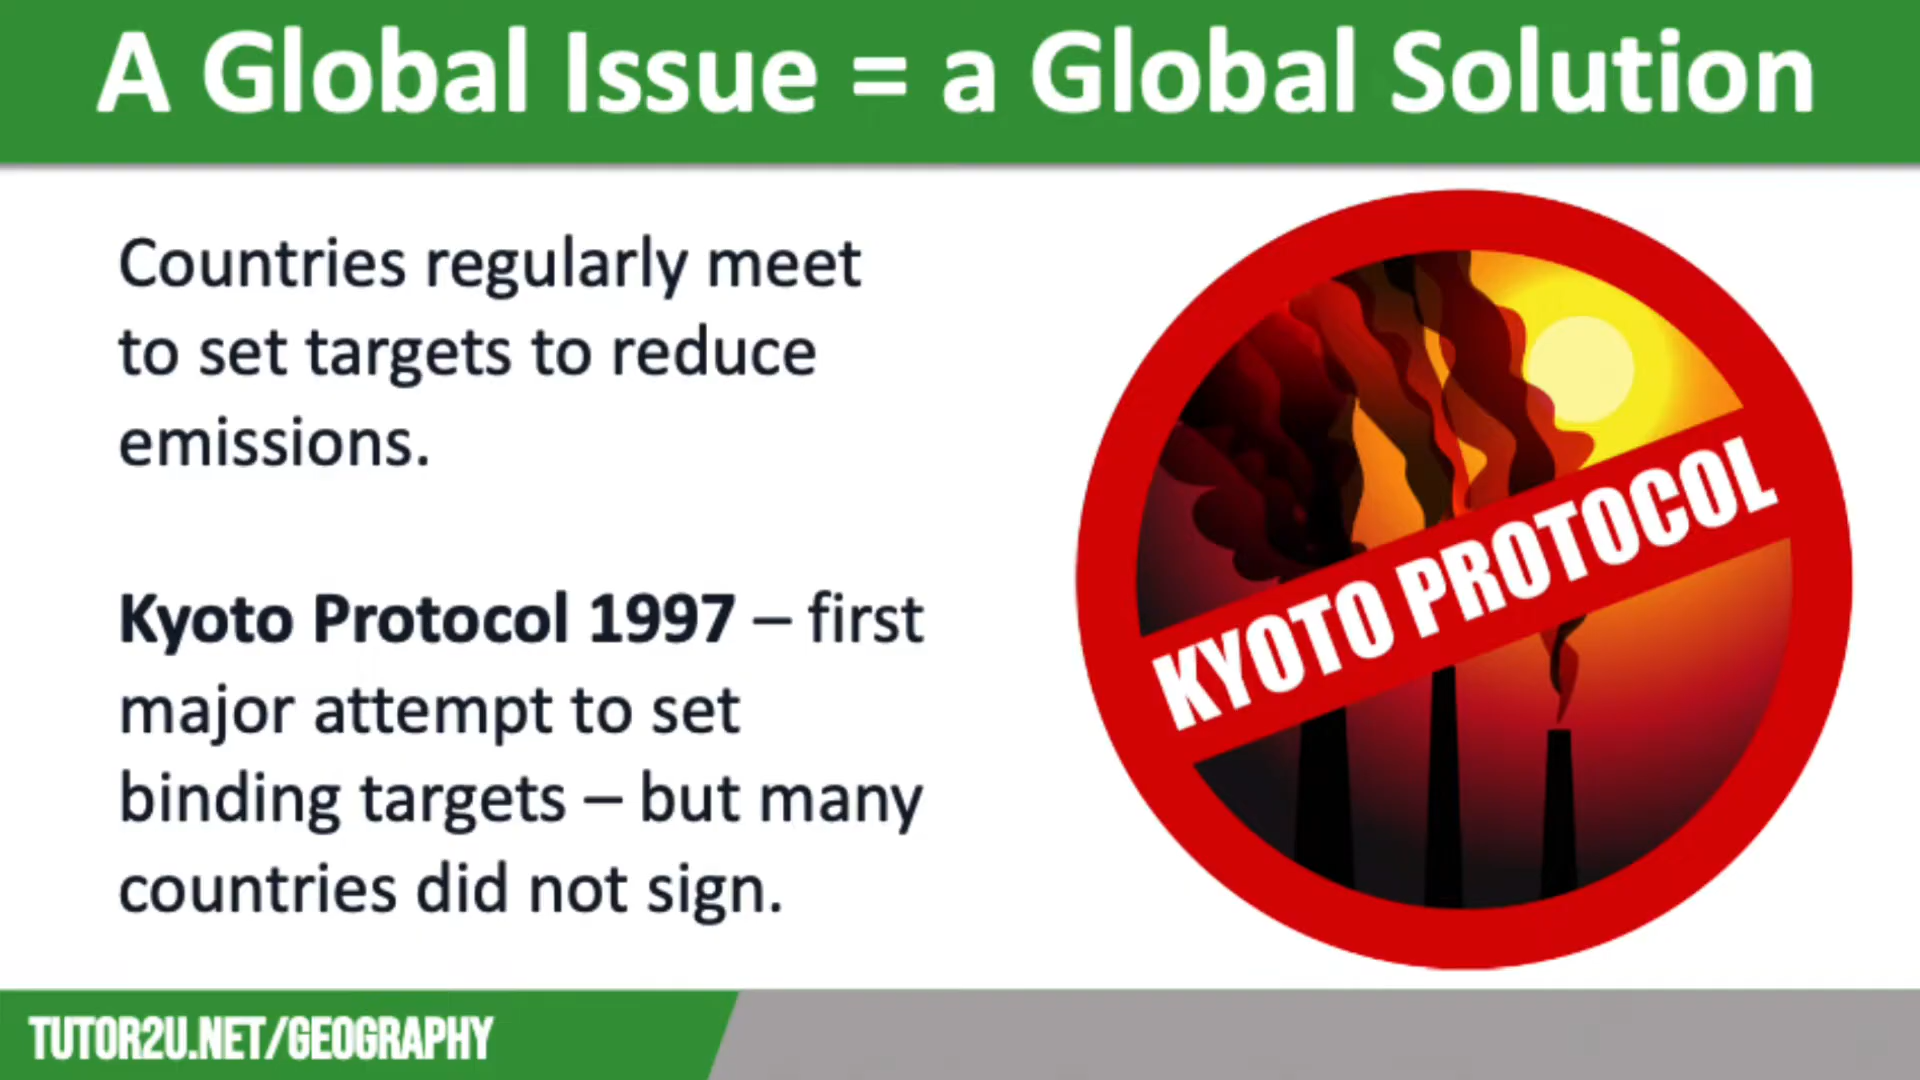 A Global Issue = a Global Solution
Countries regularly meet
to set targets to reduce
emissions.
Kyoto Protocol 1997 – first
major attempt to set
binding targets – but many
countries did not sign.
KYOTO PROTOCOL
TUTOR2U.NET/GEOGRAPHY